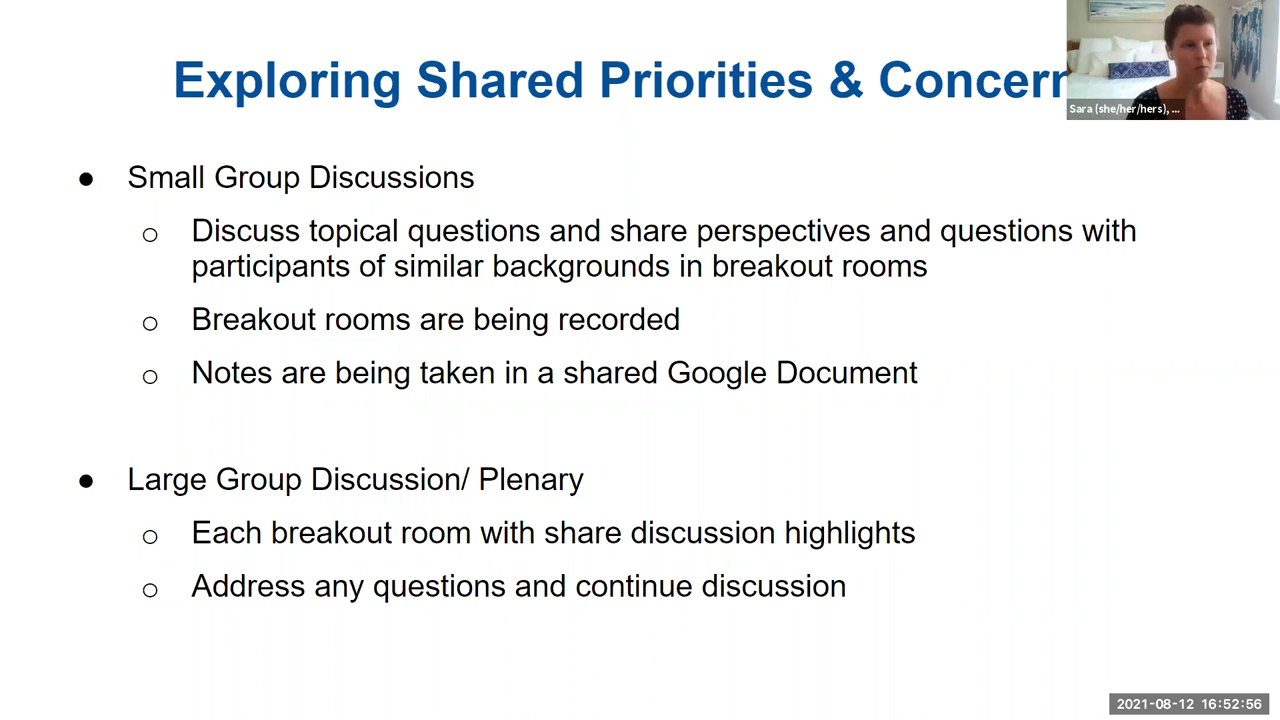 Exploring Shared Priorities & Concern
Sara (she/her/hers), ...
● Small Group Discussions
o Discuss topical questions and share perspectives and questions with
participants of similar backgrounds in breakout rooms
o Breakout rooms are being recorded
o Notes are being taken in a shared Google Document
● Large Group Discussion/ Plenary
o Each breakout room with share discussion highlights
o Address any questions and continue discussion
2021-08-12 16:52:56